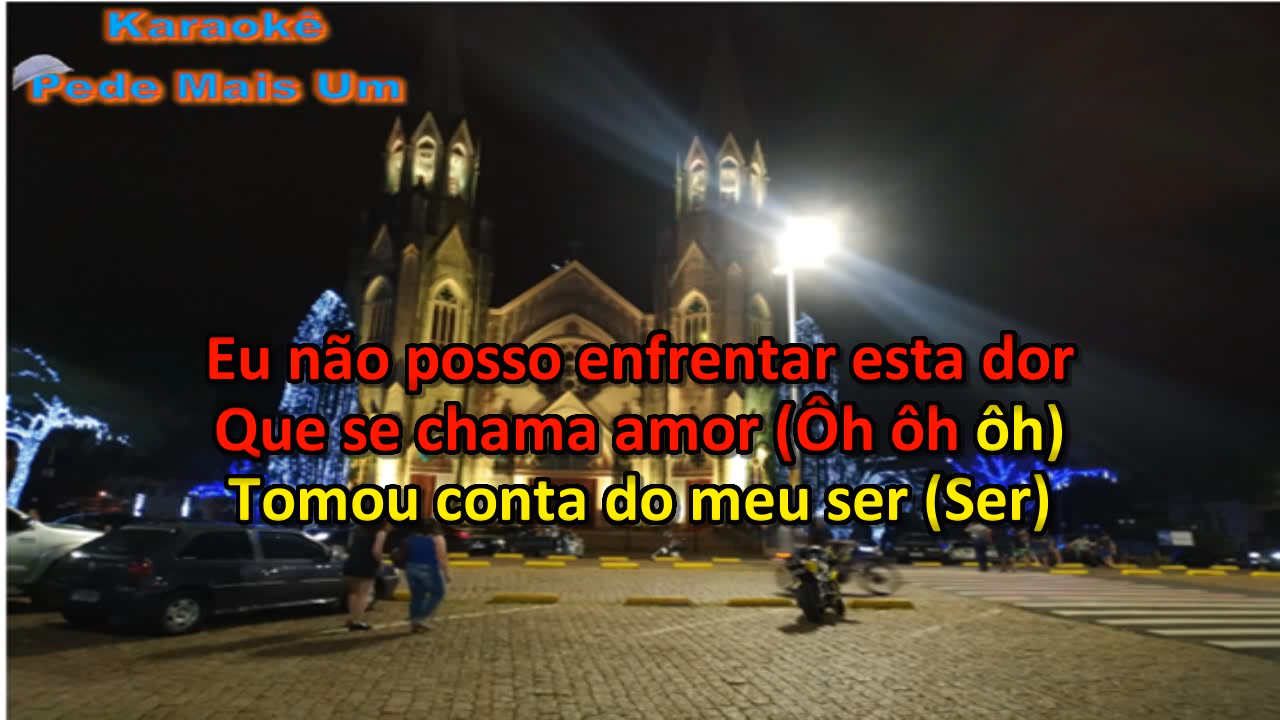 Karaokê
Pede Mais Um
Eu não posso enfrentar esta dor
Que se chama amor (Ôh ôh ôh)
Tomou conta do meu ser (Ser)